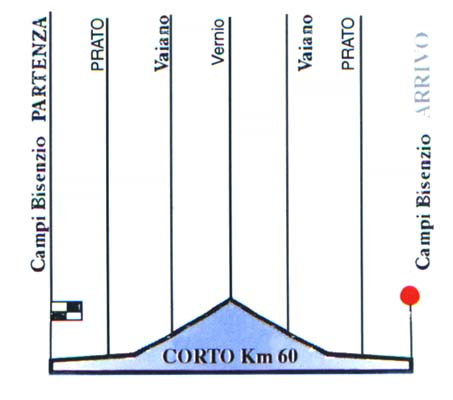 Campi Bisenzio PARTENZA
PRATO
Vaiano
Vernio
Vaiano
PRATO
Campi Bisenzio ARRIVO
CORTO Km 60